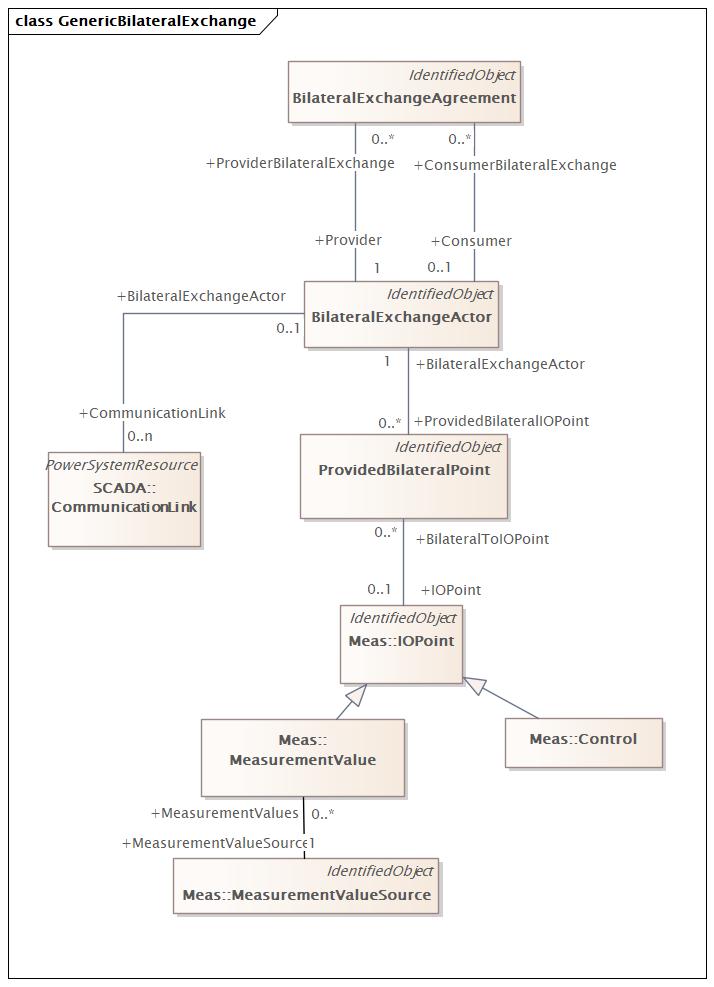 class GenericBilateralExchange
IdentifiedObject
BilateralExchangeAgreement
0..*
0..*
+ProviderBilateralExchange
+ConsumerBilateralExchange
+Provider
+Consumer
1
0..1
IdentifiedObject
BilateralExchangeActor
+BilateralExchangeActor
0..1
1
+BilateralExchangeActor
+CommunicationLink
0..n
0..*
+ProvidedBilateralIOPoint
PowerSystemResource
SCADA::
CommunicationLink
IdentifiedObject
ProvidedBilateralPoint
0..*
+BilateralToIOPoint
0..1
+IOPoint
IdentifiedObject
Meas::IOPoint
Meas::
MeasurementValue
Meas::Control
+MeasurementValues
0..*
+MeasurementValueSource
1
IdentifiedObject
Meas::MeasurementValueSource